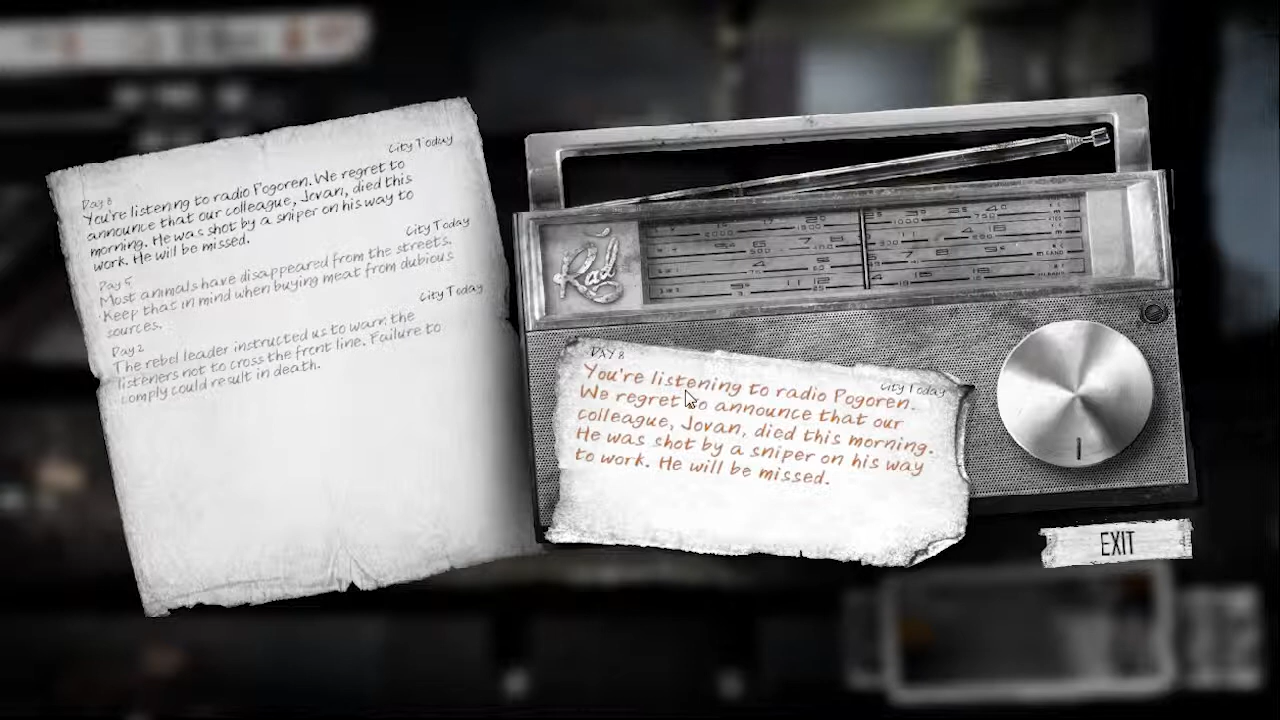 City Today
Day 8
You're listening to radio Pogoren. We regret to
announce that our colleague, Jovan, died this
morning. He was shot by a sniper on his way to
work. He will be missed.
City Today
Day 5
Most animals have disappeared from the streets.
Keep that in mind when buying meat from dubious
sources.
City Today
Day 2
The rebel leader instructed us to warn the
listeners not to cross the front line. Failure to
comply could result in death.
Rad
DAY 8
City Today
You're listening to radio Pogoren.
We regret to announce that our
colleague, Jovan, died this morning.
He was shot by a sniper on his way
to work. He will be missed.
EXIT